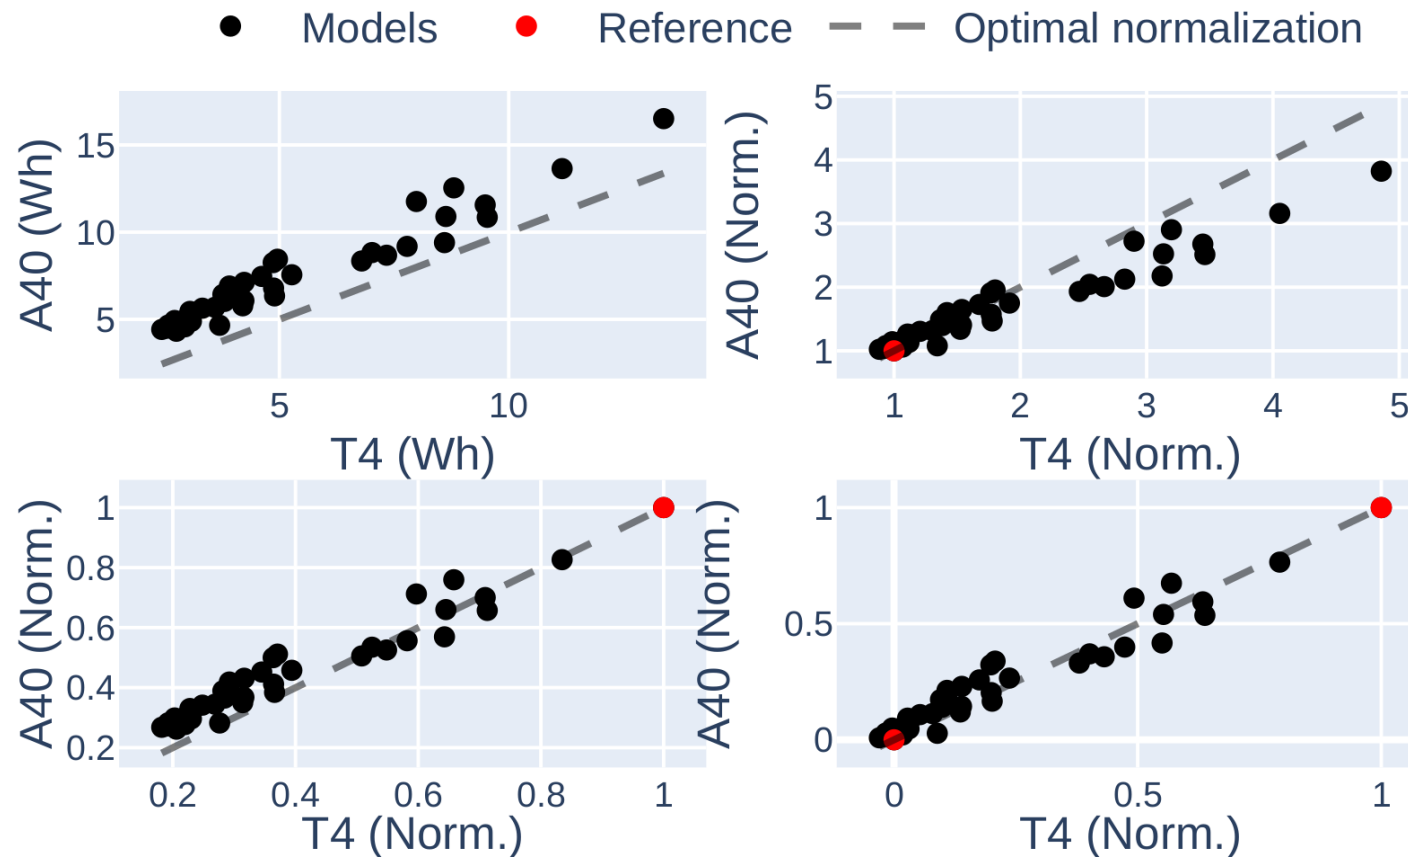 Models Reference Optimal normalization
A40 (Wh)
15
10
5
5 10
T4 (Wh)
A40 (Norm.)
5
4
3
2
1
1 2 3 4 5
T4 (Norm.)
A40 (Norm.)
1
0.8
0.6
0.4
0.2
0.2 0.4 0.6 0.8 1
T4 (Norm.)
A40 (Norm.)
1
0.5
0
0 0.5 1
T4 (Norm.)